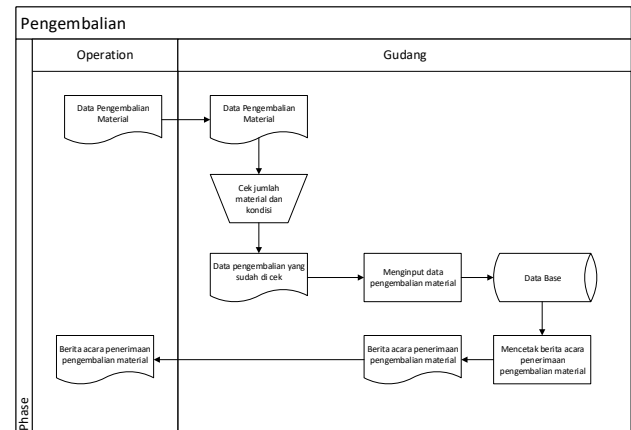 Pengembalian
Operation
Gudang
Data Pengembalian
Material
Data Pengembalian
Material
Cek jumlah
material dan
kondisi
Data pengembalian yang
sudah di cek
Menginput data
pengembalian material
Data Base
Berita acara penerimaan
pengembalian material
Berita acara penerimaan
pengembalian material
Mencetak berita acara
penerimaan
pengembalian material
Phase